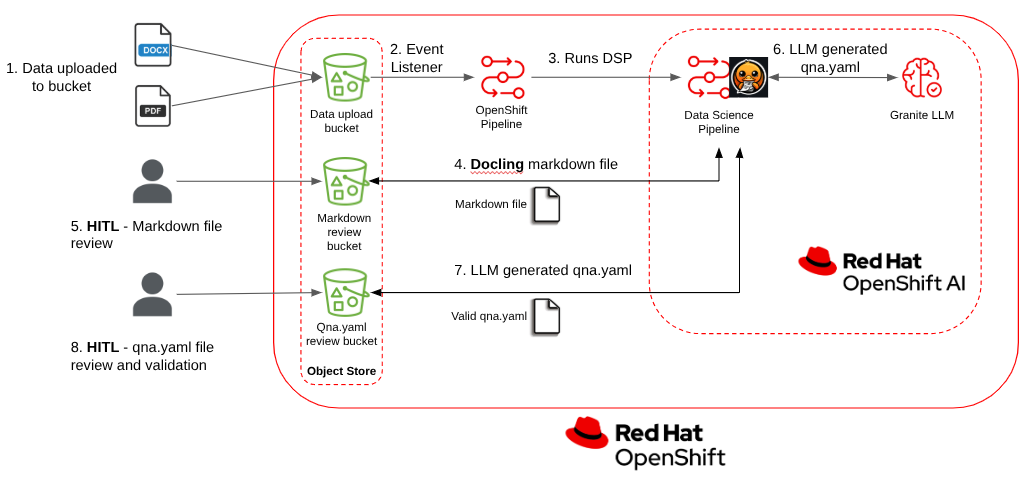 1. Data uploaded
to bucket
DOCX
PDF
Data upload
bucket
2. Event
Listener
OpenShift
Pipeline
3. Runs DSP
Data Science
Pipeline
6. LLM generated
qna.yaml
Granite LLM
4. Docling markdown file
Markdown file
Markdown
review
bucket
5. HITL - Markdown file
review
7. LLM generated qna.yaml
Valid qna.yaml
Qna.yaml
review bucket
8. HITL - qna.yaml file
review and validation
Object Store
Red Hat
OpenShift AI
Red Hat
OpenShift